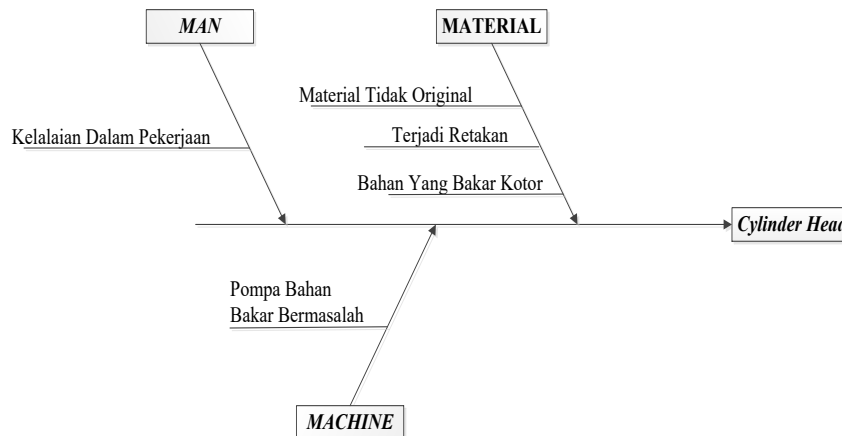 MAN
MATERIAL
Material Tidak Original
Kelalaian Dalam Pekerjaan
Terjadi Retakan
Bahan Yang Bakar Kotor
Cylinder Head
Pompa Bahan
Bakar Bermasalah
MACHINE